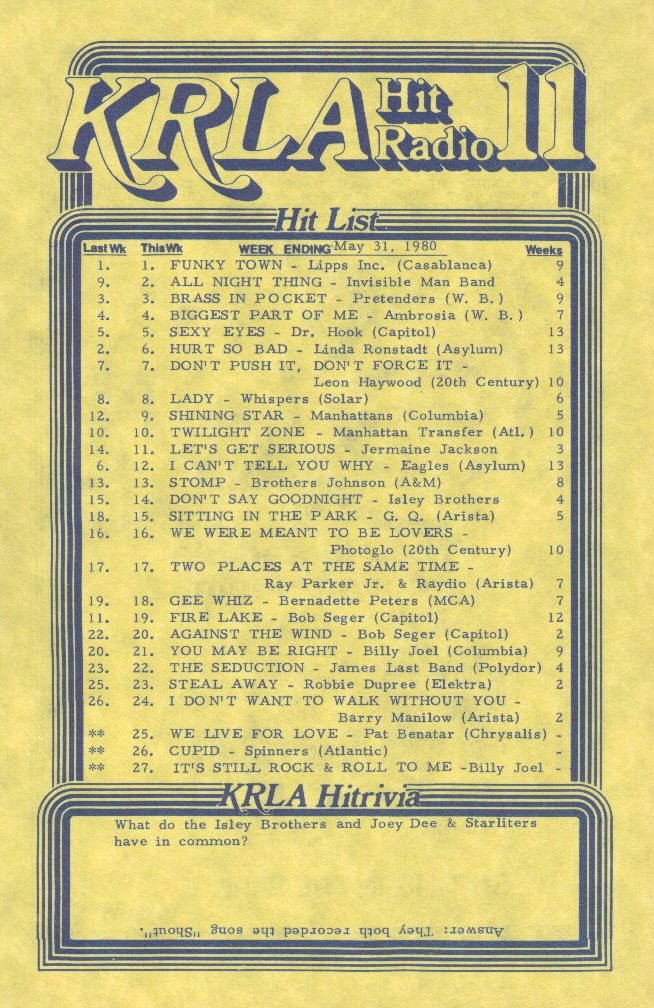 KRLA Hit Radio 11
Hit List
Last Wk This Wk WEEK ENDING May 31, 1980 Weeks
1. 1. FUNKY TOWN - Lipps Inc. (Casablanca) 9
9. 2. ALL NIGHT THING - Invisible Man Band 4
3. 3. BRASS IN POCKET - Pretenders (W. B.) 9
4. 4. BIGGEST PART OF ME - Ambrosia (W. B.) 7
5. 5. SEXY EYES - Dr. Hook (Capitol) 13
2. 6. HURT SO BAD - Linda Ronstadt (Asylum) 13
7. 7. DON'T PUSH IT, DON'T FORCE IT -
Leon Haywood (20th Century) 10
8. 8. LADY - Whispers (Solar) 6
12. 9. SHINING STAR - Manhattans (Columbia) 5
10. 10. TWILIGHT ZONE - Manhattan Transfer (Atl.) 10
14. 11. LET'S GET SERIOUS - Jermaine Jackson 3
6. 12. I CAN'T TELL YOU WHY - Eagles (Asylum) 13
13. 13. STOMP - Brothers Johnson (A&M) 8
15. 14. DON'T SAY GOODNIGHT - Isley Brothers 4
18. 15. SITTING IN THE PARK - G. Q. (Arista) 5
16. 16. WE WERE MEANT TO BE LOVERS -
Photoglo (20th Century) 10
17. 17. TWO PLACES AT THE SAME TIME -
Ray Parker Jr. & Raydio (Arista) 7
19. 18. GEE WHIZ - Bernadette Peters (MCA) 7
11. 19. FIRE LAKE - Bob Seger (Capitol) 12
22. 20. AGAINST THE WIND - Bob Seger (Capitol) 2
20. 21. YOU MAY BE RIGHT - Billy Joel (Columbia) 9
23. 22. THE SEDUCTION - James Last Band (Polydor) 4
25. 23. STEAL AWAY - Robbie Dupree (Elektra) 2
26. 24. I DON'T WANT TO WALK WITHOUT YOU -
Barry Manilow (Arista) 2
** 25. WE LIVE FOR LOVE - Pat Benatar (Chrysalis) -
** 26. CUPID - Spinners (Atlantic) -
** 27. IT'S STILL ROCK & ROLL TO ME -Billy Joel -
KRLA Hitrivia
What do the Isley Brothers and Joey Dee & Starliters
have in common?
Answer: They both recorded the song "Shout".